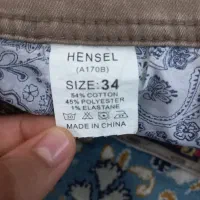 HENSEL
(A170B)
SIZE:34
54% COTTON
45% POLYESTER
1% ELASTANE
MADE IN CHINA